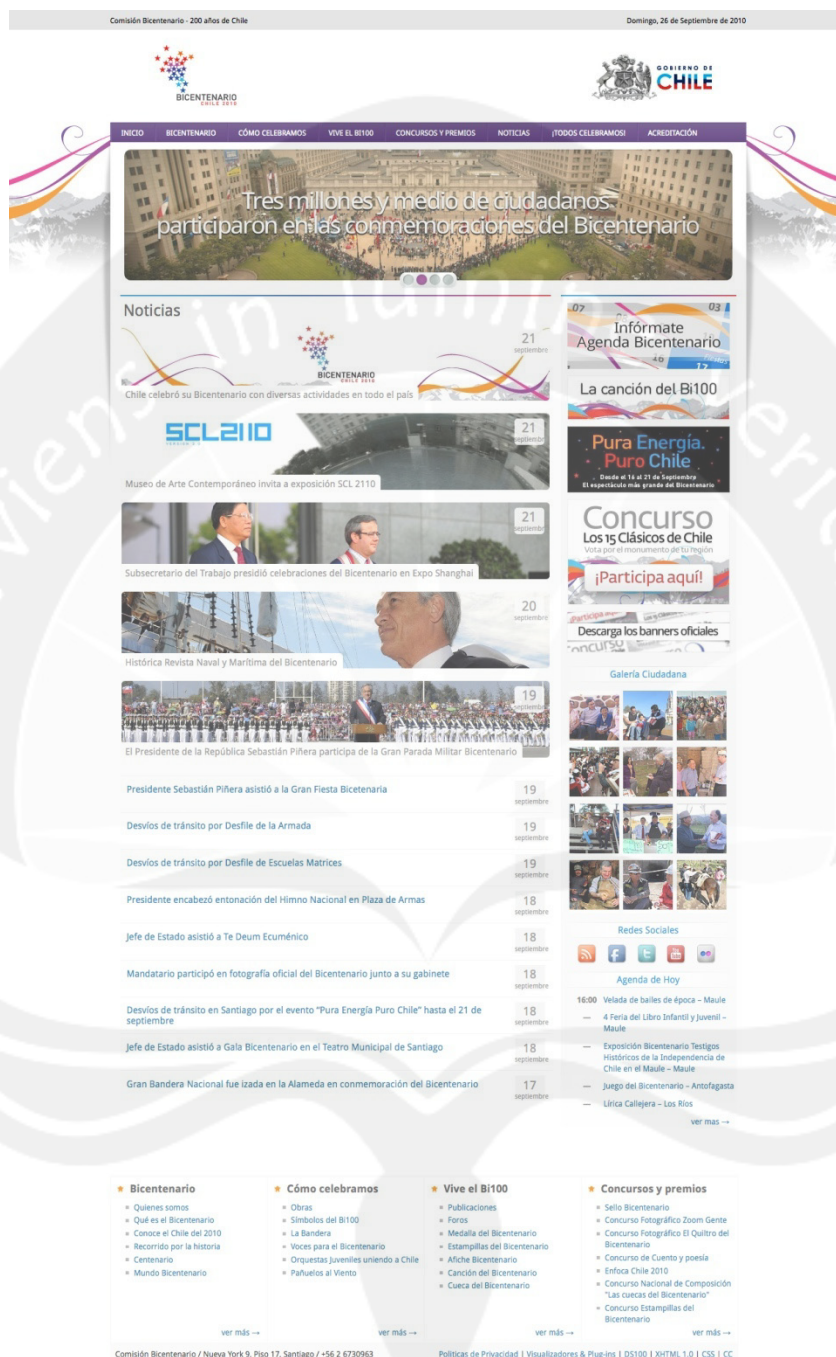 Comisión Bicentenario - 200 años de Chile
Domingo, 26 de Septiembre de 2010
BICENTENARIO
CHILE 2010
GOBIERNO DE
CHILE
INICIO BICENTENARIO CÓMO CELEBRAMOS VIVE EL BI100 CONCURSOS Y PREMIOS NOTICIAS ¡TODOS CELEBRAMOS! ACREDITACIÓN
Tres millones y medio de ciudadanos
participaron en las conmemoraciones del Bicentenario
Noticias
BICENTENARIO
CHILE 2010
21
septiembre
Chile celebró su Bicentenario con diversas actividades en todo el país
SCL2110
21
septiembre
Museo de Arte Contemporáneo invita a exposición SCL 2110
21
septiembre
Subsecretario del Trabajo presidió celebraciones del Bicentenario en Expo Shanghai
20
septiembre
Histórica Revista Naval y Marítima del Bicentenario
19
septiembre
El Presidente de la República Sebastián Piñera participa de la Gran Parada Militar Bicentenario
Presidente Sebastián Piñera asistió a la Gran Fiesta Bicetenaria
19
septiembre
Desvíos de tránsito por Desfile de la Armada
19
septiembre
Desvíos de tránsito por Desfile de Escuelas Matrices
19
septiembre
Presidente encabezó entonación del Himno Nacional en Plaza de Armas
18
septiembre
Jefe de Estado asistió a Te Deum Ecuménico
18
septiembre
Mandatario participó en fotografía oficial del Bicentenario junto a su gabinete
18
septiembre
Desvíos de tránsito en Santiago por el evento "Pura Energía Puro Chile" hasta el 21 de
septiembre
18
septiembre
Jefe de Estado asistió a Gala Bicentenario en el Teatro Municipal de Santiago
18
septiembre
Gran Bandera Nacional fue izada en la Alameda en conmemoración del Bicentenario
17
septiembre
07
03
Infórmate
Agenda Bicentenario
16
17
La canción del Bi100
Pura Energía.
Puro Chile
Desde el 16 al 21 de Septiembre
El espectáculo más grande del Bicentenario
Concurso
Los 15 Clásicos de Chile
Vota por el monumento de tu región
¡Participa aquí!
Descarga los banners oficiales
Galería Ciudadana
Redes Sociales
Agenda de Hoy
16:00 Velada de bailes de época – Maule
— 4 Feria del Libro Infantil y Juvenil –
Maule
— Exposición Bicentenario Testigos
Históricos de la Independencia de
Chile en el Maule – Maule
— Juego del Bicentenario – Antofagasta
— Lírica Callejera – Los Ríos
ver mas →
Bicentenario
Quienes somos
Qué es el Bicentenario
Conoce el Chile del 2010
Recorrido por la historia
Centenario
Mundo Bicentenario
ver más →
Cómo celebramos
Obras
Símbolos del Bi100
La Bandera
Voces para el Bicentenario
Orquestas Juveniles uniendo a Chile
Pañuelos al Viento
ver más →
Vive el Bi100
Publicaciones
Foros
Medalla del Bicentenario
Estampillas del Bicentenario
Afiche Bicentenario
Canción del Bicentenario
Cueca del Bicentenario
ver más →
Concursos y premios
Sello Bicentenario
Concurso Fotográfico Zoom Gente
Concurso Fotográfico El Quiltro del
Bicentenario
Concurso de Cuento y poesía
Enfoca Chile 2010
Concurso Nacional de Composición
"Las cuecas del Bicentenario"
Concurso Estampillas del
Bicentenario
ver más →
Comisión Bicentenario / Nueva York 9, Piso 17, Santiago / +56 2 6730963
Políticas de Privacidad | Visualizadores & Plug-ins | DS100 | XHTML 1.0 | CSS | CC